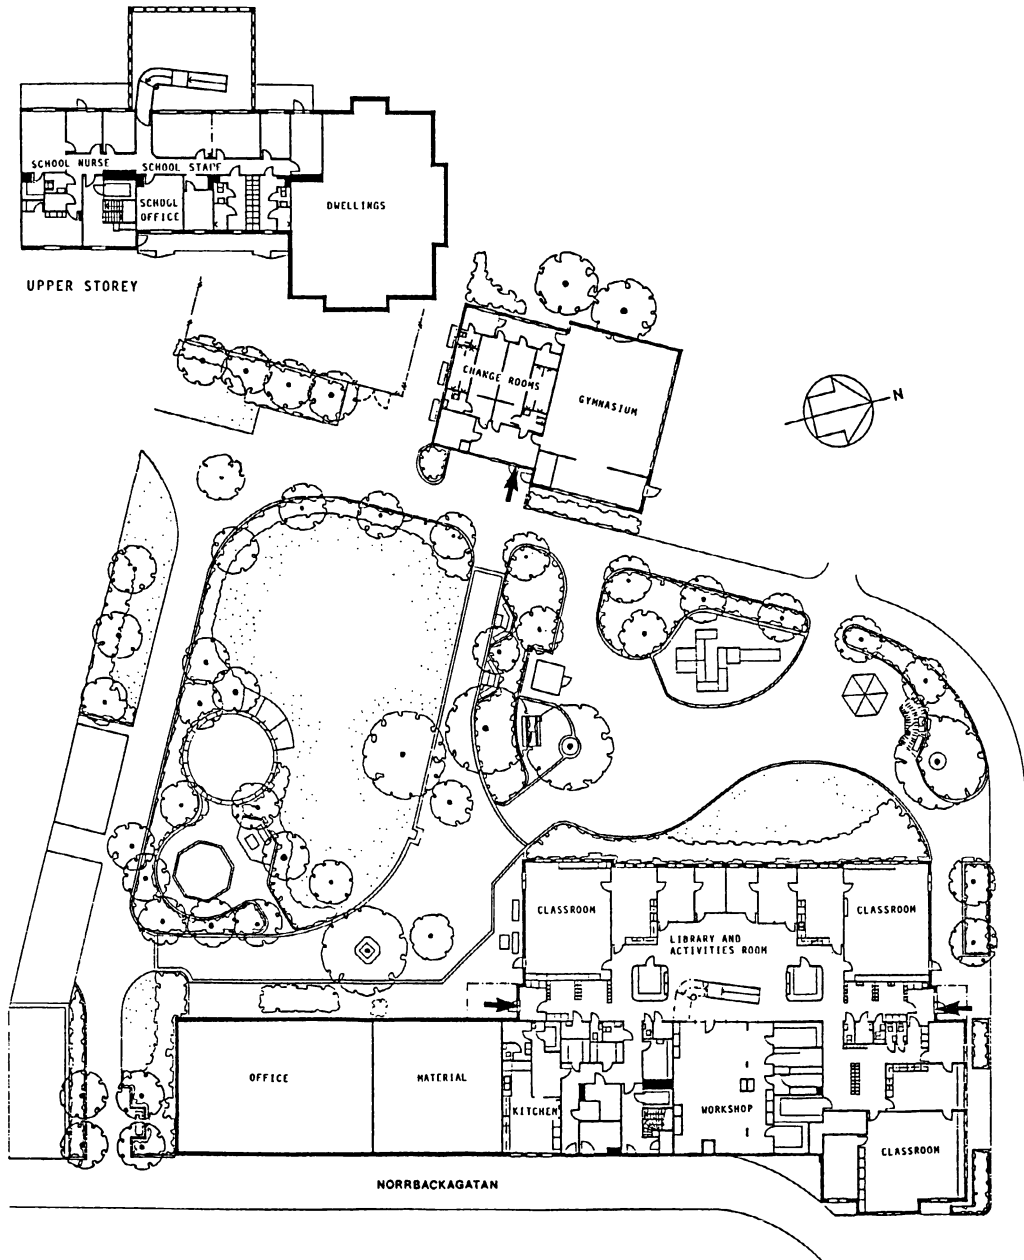 SCHOOL NURSE
SCHOOL STAFF
SCHOOL
OFFICE
DWELLINGS
UPPER STOREY
CHANGE ROOMS
GYMNASIUM
N
CLASSROOM
CLASSROOM
LIBRARY AND
ACTIVITIES ROOM
OFFICE
MATERIAL
KITCHEN
WORKSHOP
CLASSROOM
NORRBACKAGATAN